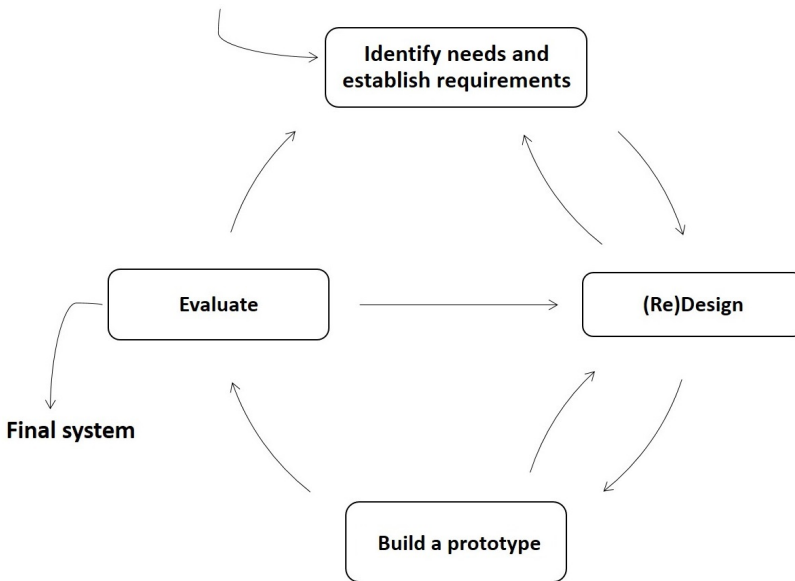 Identify needs and
establish requirements
Evaluate
(Re)Design
Final system
Build a prototype